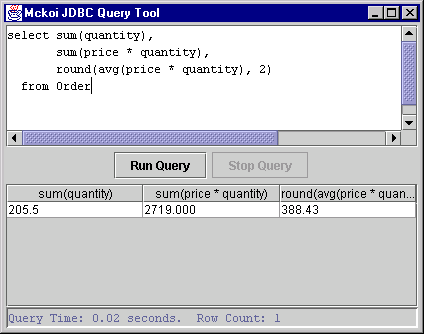 Mckoi JDBC Query Tool
select sum(quantity),
sum(price * quantity),
round(avg(price * quantity), 2)
from Order
Run Query Stop Query
sum(quantity) sum(price * quantity) round(avg(price * quan...
205.5 2719.000 388.43
Query Time: 0.02 seconds. Row Count: 1